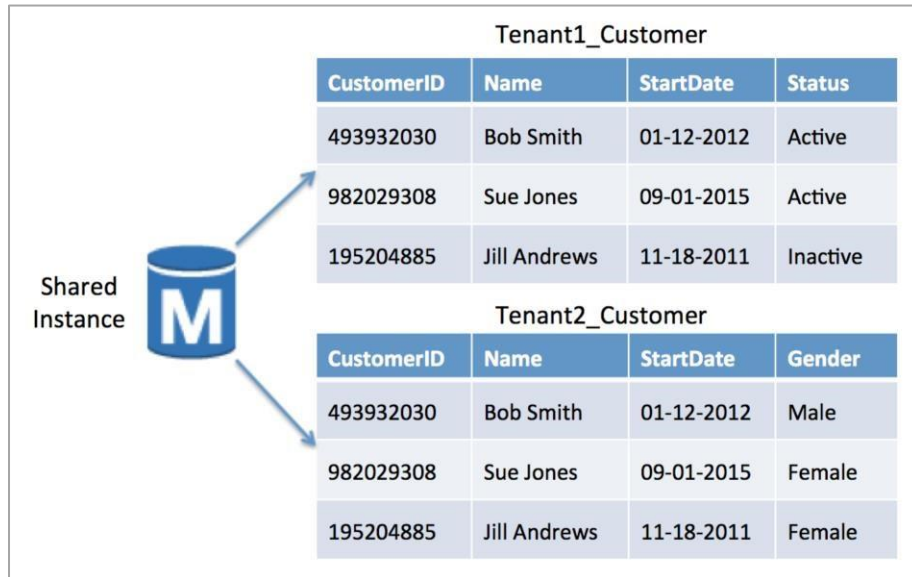 Tenant1_Customer
CustomerID Name StartDate Status
493932030 Bob Smith 01-12-2012 Active
982029308 Sue Jones 09-01-2015 Active
195204885 Jill Andrews 11-18-2011 Inactive
Shared
Instance
M
Tenant2_Customer
CustomerID Name StartDate Gender
493932030 Bob Smith 01-12-2012 Male
982029308 Sue Jones 09-01-2015 Female
195204885 Jill Andrews 11-18-2011 Female